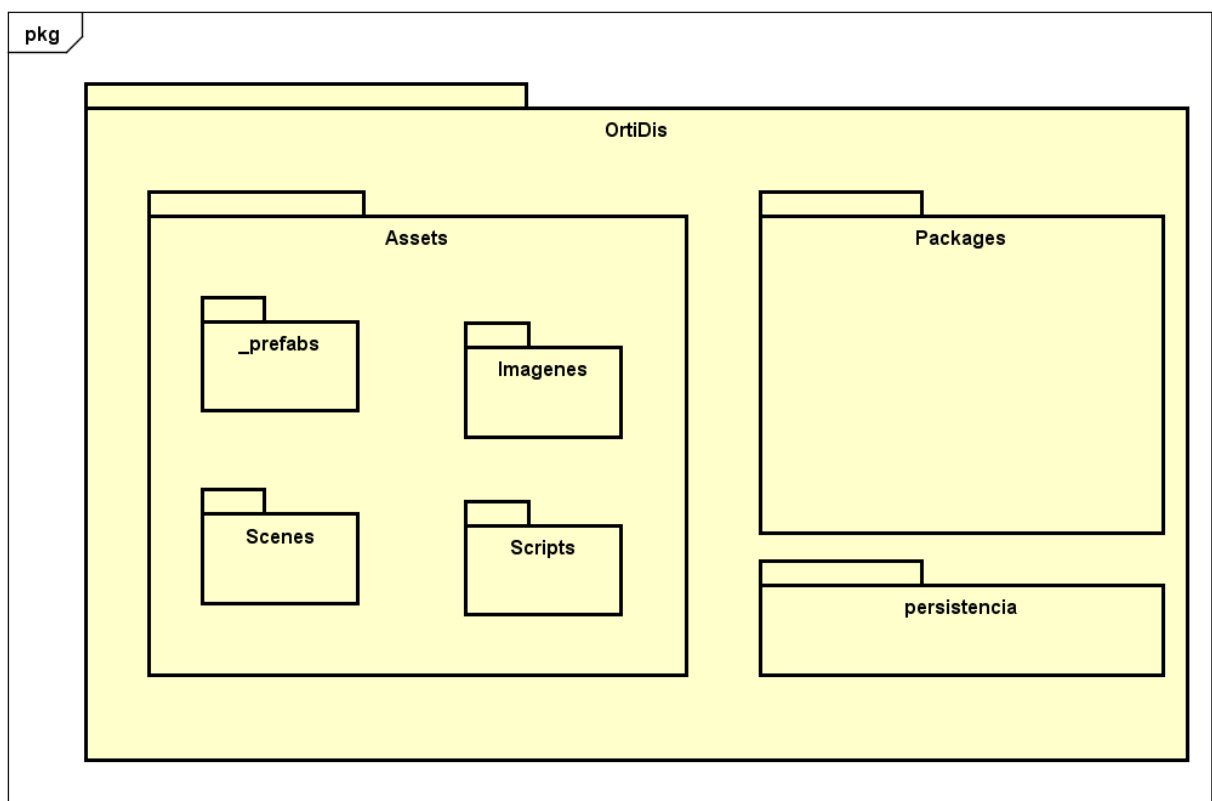 pkg
OrtiDis
Assets
Packages
_prefabs
Imagenes
Scenes
Scripts
persistencia